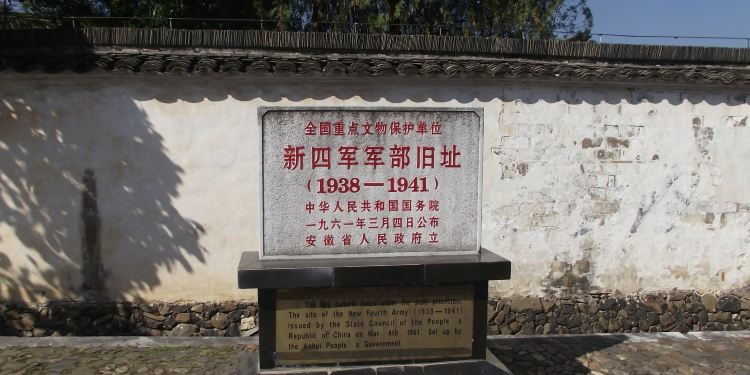 全国重点文物保护单位
新四军军部旧址
(1938—1941)
中华人民共和国国务院
一九六一年三月四日公布
安徽省人民政府立
The Key cultural relics under the state protection.
The site of the New Fourth Army (1938—1941)
issued by the State Council of the People s
Republic of China on Mar. 4th. 1961. Set up by
the Anhui People s Government.